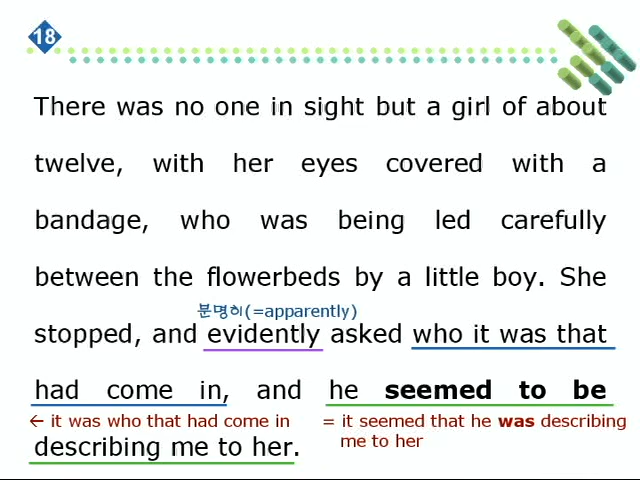 18
There was no one in sight but a girl of about
twelve, with her eyes covered with a
bandage, who was being led carefully
between the flowerbeds by a little boy. She
분명히(=apparently)
stopped, and evidently asked who it was that
had come in, and he seemed to be
← it was who that had come in = it seemed that he was describing
me to her
describing me to her.